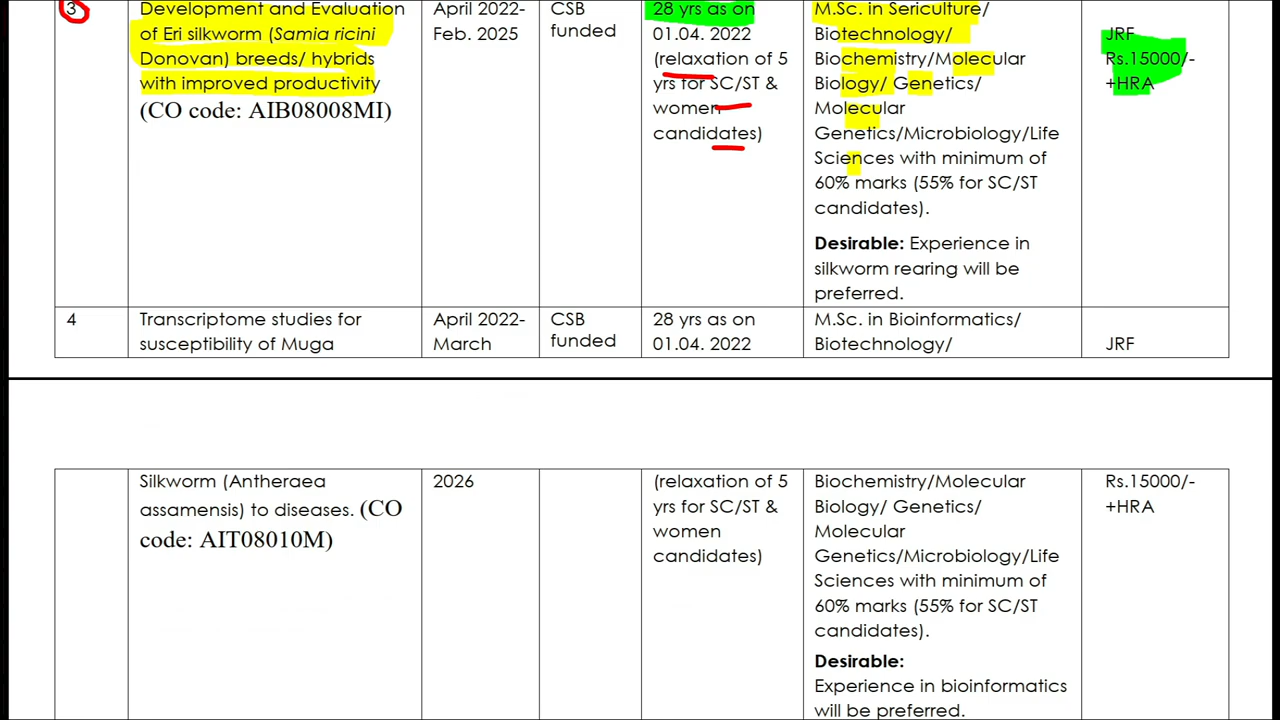 3
Development and Evaluation
of Eri silkworm (Samia ricini
Donovan) breeds/ hybrids
with improved productivity
(CO code: AIB08008MI)
April 2022-
Feb. 2025
CSB
funded
28 yrs as on
01.04. 2022
(relaxation of 5
yrs for SC/ST &
women
candidates)
M.Sc. in Sericulture/
Biotechnology/
Biochemistry/Molecular
Biology/ Genetics/
Molecular
Genetics/Microbiology/Life
Sciences with minimum of
60% marks (55% for SC/ST
candidates).
Desirable: Experience in
silkworm rearing will be
preferred.
JRF
Rs.15000/-
+HRA
4
Transcriptome studies for
susceptibility of Muga
April 2022-
March
CSB
funded
28 yrs as on
01.04. 2022
M.Sc. in Bioinformatics/
Biotechnology/
JRF
Silkworm (Antheraea
assamensis) to diseases. (CO
code: AIT08010M)
2026
(relaxation of 5
yrs for SC/ST &
women
candidates)
Biochemistry/Molecular
Biology/ Genetics/
Molecular
Genetics/Microbiology/Life
Sciences with minimum of
60% marks (55% for SC/ST
candidates).
Desirable:
Experience in bioinformatics
will be preferred.
Rs.15000/-
+HRA